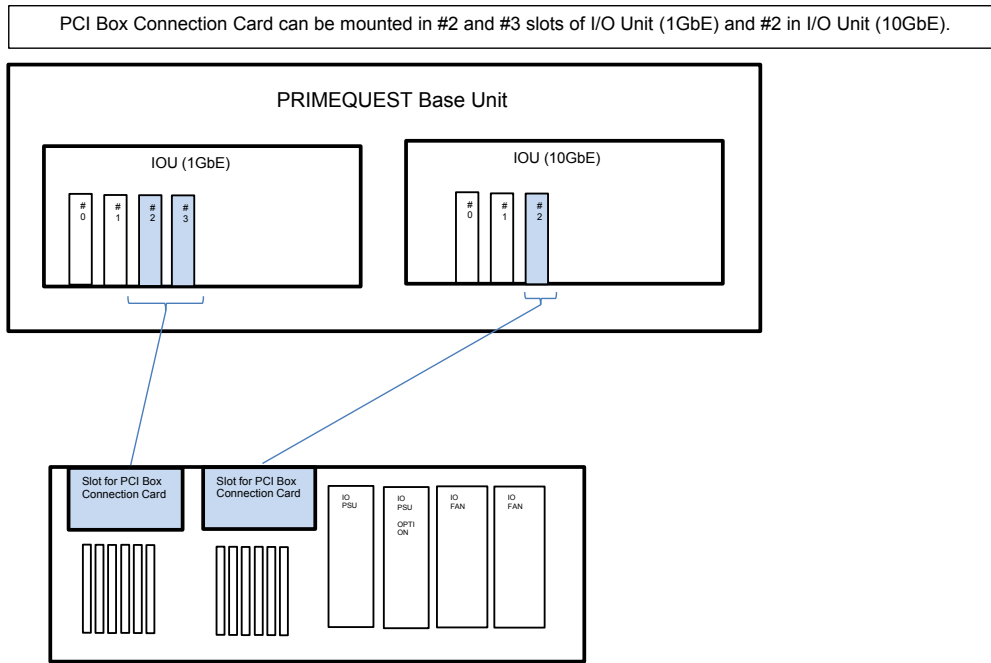 PCI Box Connection Card can be mounted in #2 and #3 slots of I/O Unit (1GbE) and #2 in I/O Unit (10GbE).
PRIMEQUEST Base Unit
IOU (1GbE)
#
0
#
1
#
2
#
3
IOU (10GbE)
#
0
#
1
#
2
Slot for PCI Box
Connection Card
Slot for PCI Box
Connection Card
IO
PSU
IO
PSU
OPTI
ON
IO
FAN
IO
FAN